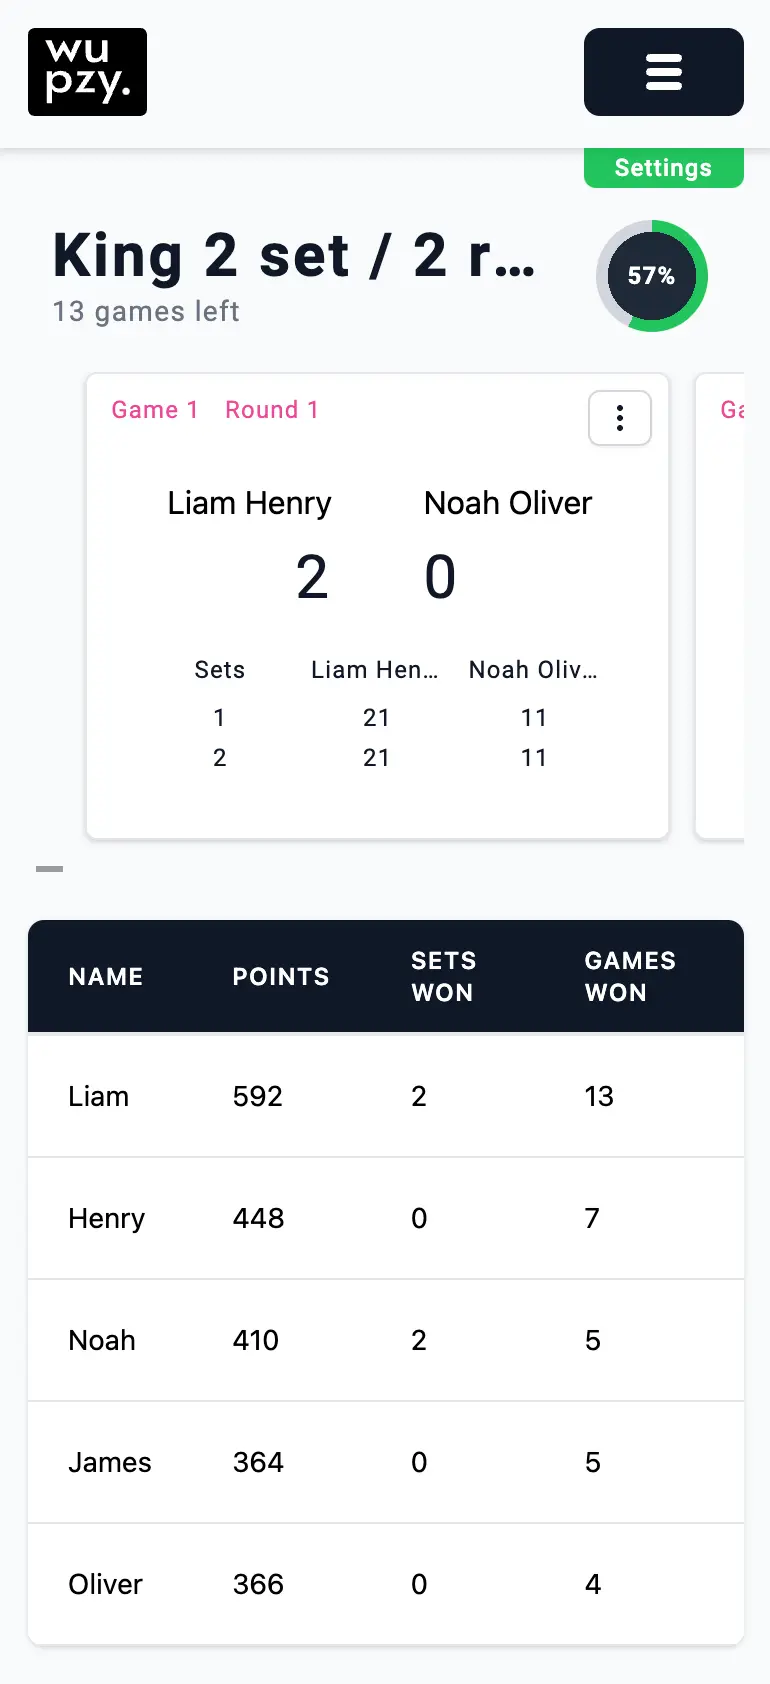 wu
pzy.
Settings
King 2 set / 2 r...
13 games left
57%
Game 1 Round 1
Ga
Liam Henry Noah Oliver
2 0
Sets Liam Hen... Noah Oliv...
1 21 11
2 21 11
NAME POINTS SETS WON GAMES WON
Liam 592 2 13
Henry 448 0 7
Noah 410 2 5
James 364 0 5
Oliver 366 0 4